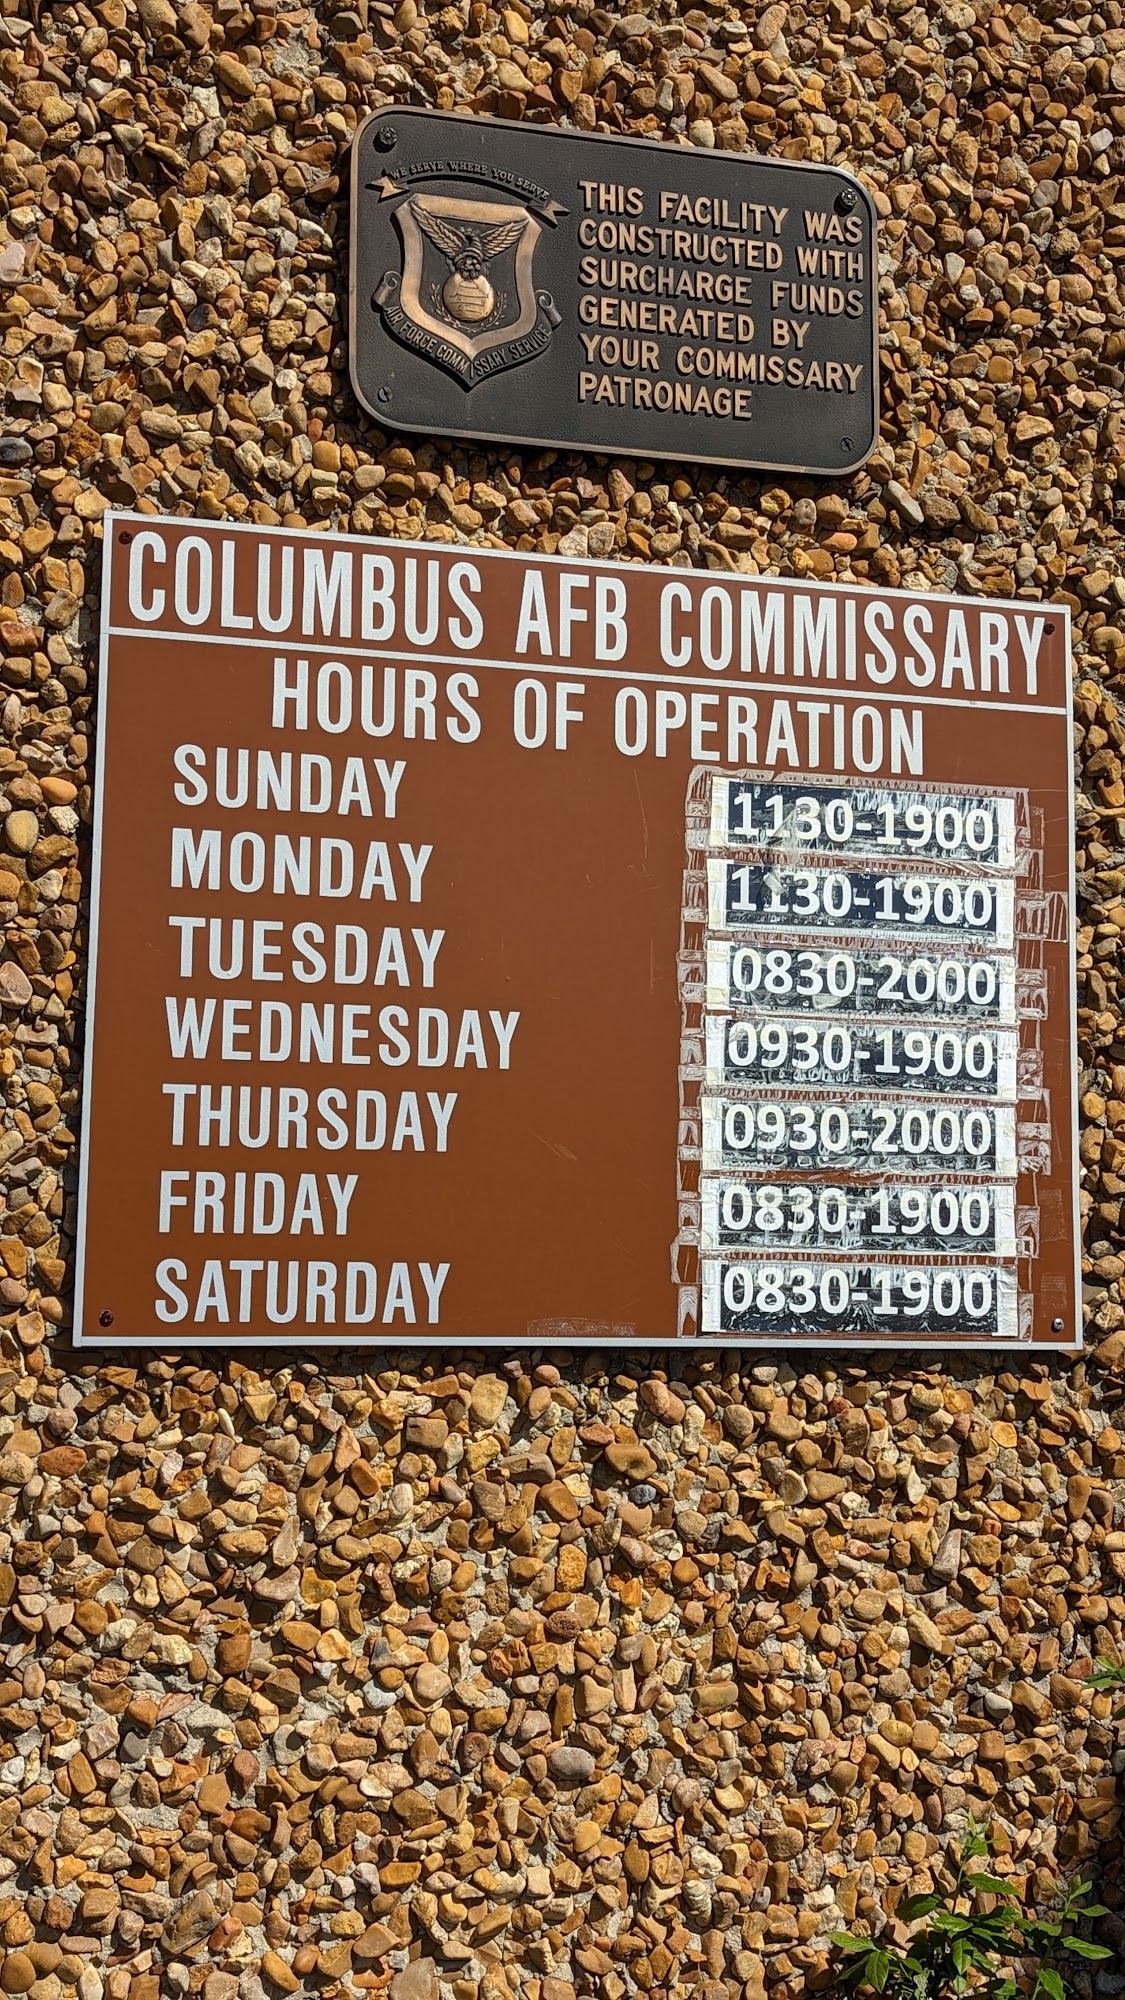 WE SERVE WHERE YOU SERVE
AIR FORCE COMMISSARY SERVICE
THIS FACILITY WAS
CONSTRUCTED WITH
SURCHARGE FUNDS
GENERATED BY
YOUR COMMISSARY
PATRONAGE
COLUMBUS AFB COMMISSARY
HOURS OF OPERATION
SUNDAY 1130-1900
MONDAY 1130-1900
TUESDAY 0830-2000
WEDNESDAY 0930-1900
THURSDAY 0930-2000
FRIDAY 0830-1900
SATURDAY 0830-1900